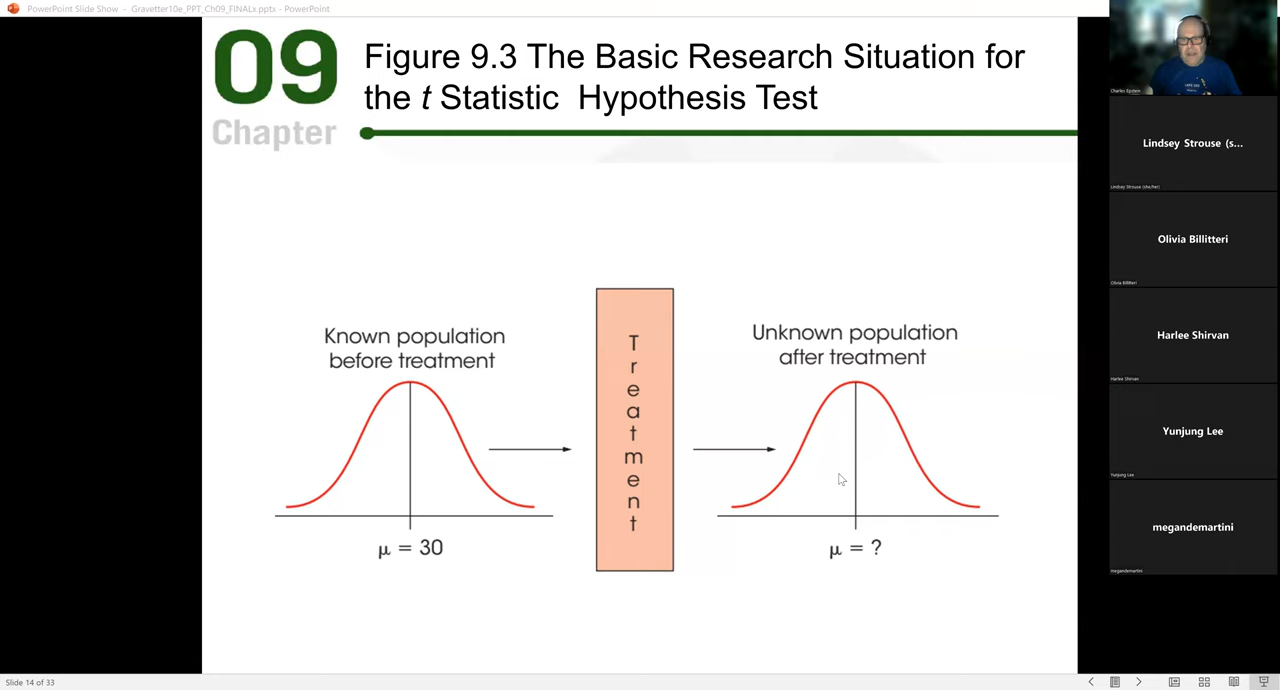 PowerPoint Slide Show - Gravetter10e_PPT_Ch09_FINALx.pptx - PowerPoint
09
Chapter
Figure 9.3 The Basic Research Situation for
the t Statistic Hypothesis Test
Known population
before treatment
μ = 30
Treatment
Unknown population
after treatment
μ = ?
Charles Epstein
Lindsey Strouse (s...
Lindsey Strouse (she/her)
Olivia Billitteri
Olivia Billitteri
Harlee Shirvan
Harlee Shirvan
Yunjung Lee
Yunjung Lee
megandemartini
megandemartini
Slide 14 of 33